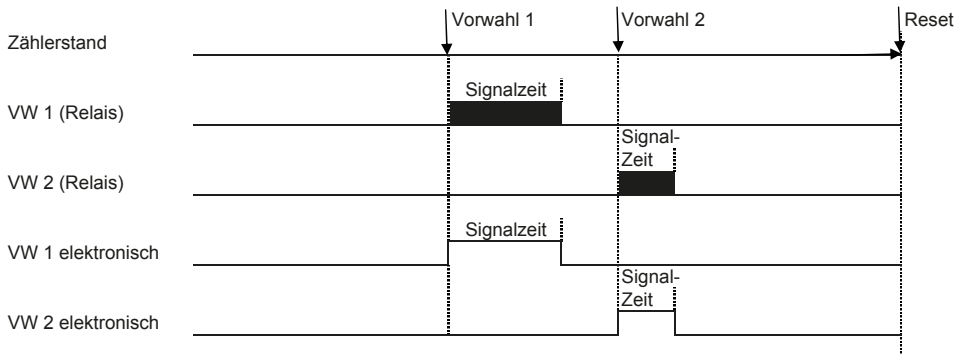 Vorwahl 1
Vorwahl 2
Reset
Zählerstand
Signalzeit
VW 1 (Relais)
Signal-
Zeit
VW 2 (Relais)
Signalzeit
VW 1 elektronisch
Signal-
Zeit
VW 2 elektronisch